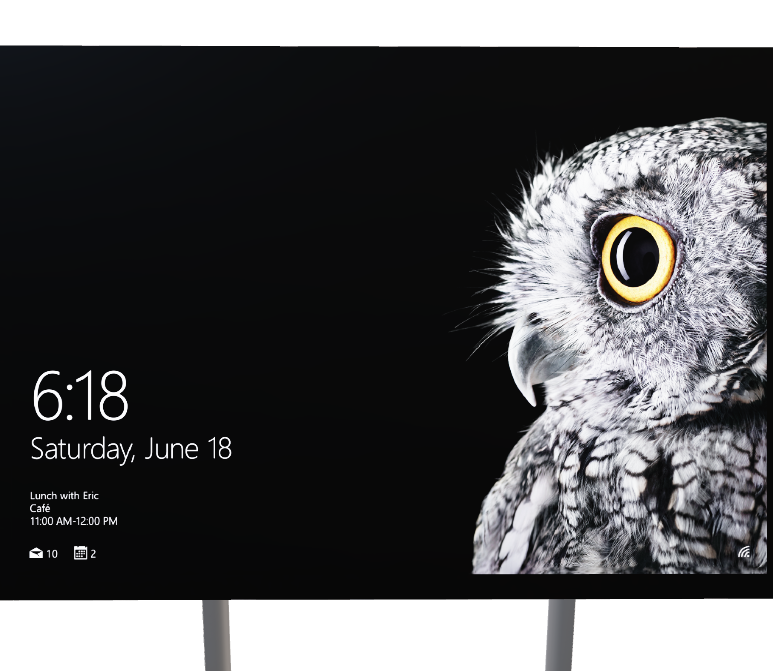 6:18
Saturday, June 18
Lunch with Eric
Café
11:00 AM-12:00 PM
10 2